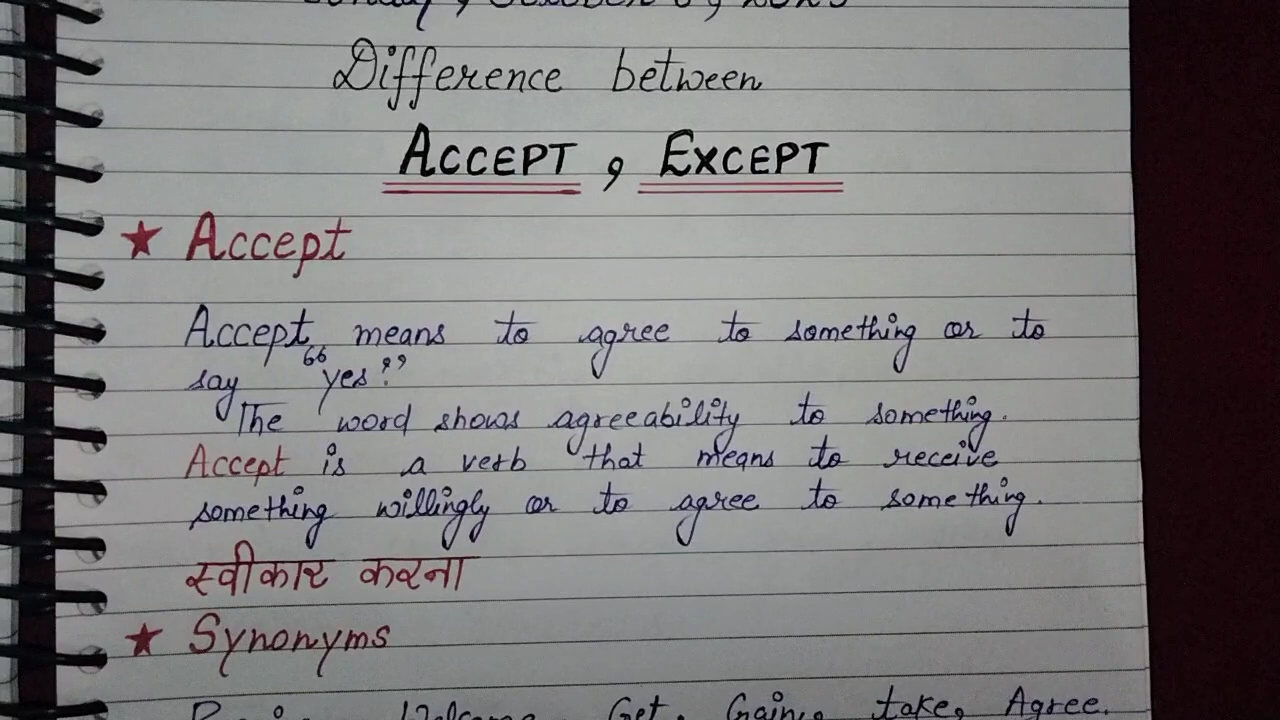 Difference between
ACCEPT , EXCEPT
★ Accept
Accept means to agree to something or to
say "yes."
The word shows agreeability to something.
Accept is a verb that means to receive
something willingly or to agree to something.
स्वीकार करना
★ Synonyms
Get, Gain, take, Agree.